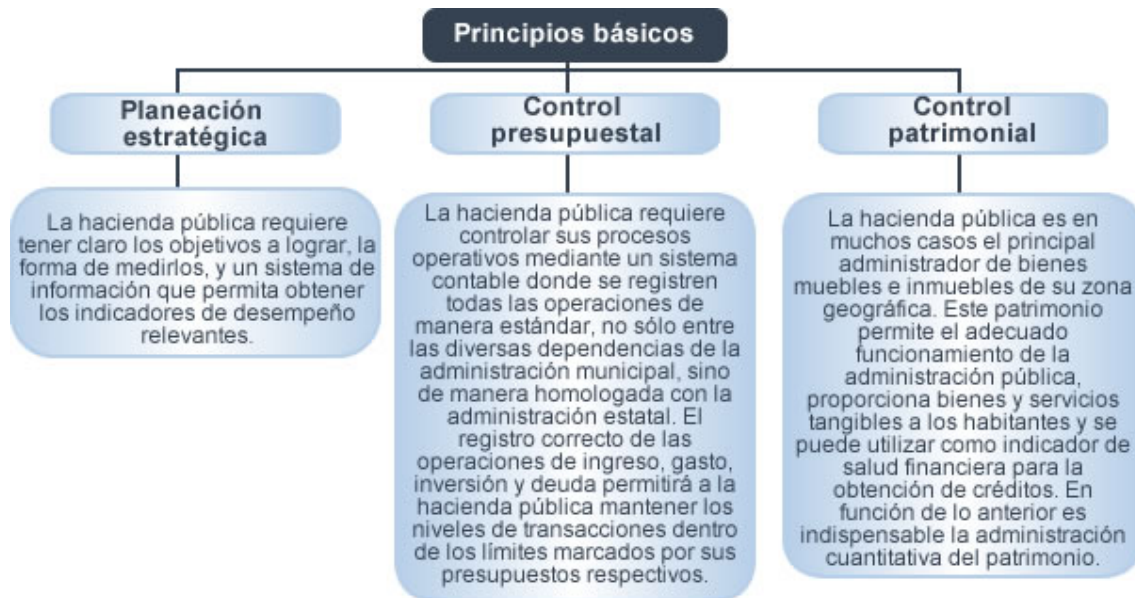 Principios básicos
Planeación
estratégica
La hacienda pública requiere
tener claro los objetivos a lograr, la
forma de medirlos, y un sistema de
información que permita obtener
los indicadores de desempeño
relevantes.
Control
presupuestal
La hacienda pública requiere
controlar sus procesos
operativos mediante un sistema
contable donde se registren
todas las operaciones de
manera estándar, no sólo entre
las diversas dependencias de la
administración municipal, sino
de manera homologada con la
administración estatal. El
registro correcto de las
operaciones de ingreso, gasto,
inversión y deuda permitirá a la
hacienda pública mantener los
niveles de transacciones dentro
de los límites marcados por sus
presupuestos respectivos.
Control
patrimonial
La hacienda pública es en
muchos casos el principal
administrador de bienes
muebles e inmuebles de su zona
geográfica. Este patrimonio
permite el adecuado
funcionamiento de la
administración pública,
proporciona bienes y servicios
tangibles a los habitantes y se
puede utilizar como indicador de
salud financiera para la
obtención de créditos. En
función de lo anterior es
indispensable la administración
cuantitativa del patrimonio.